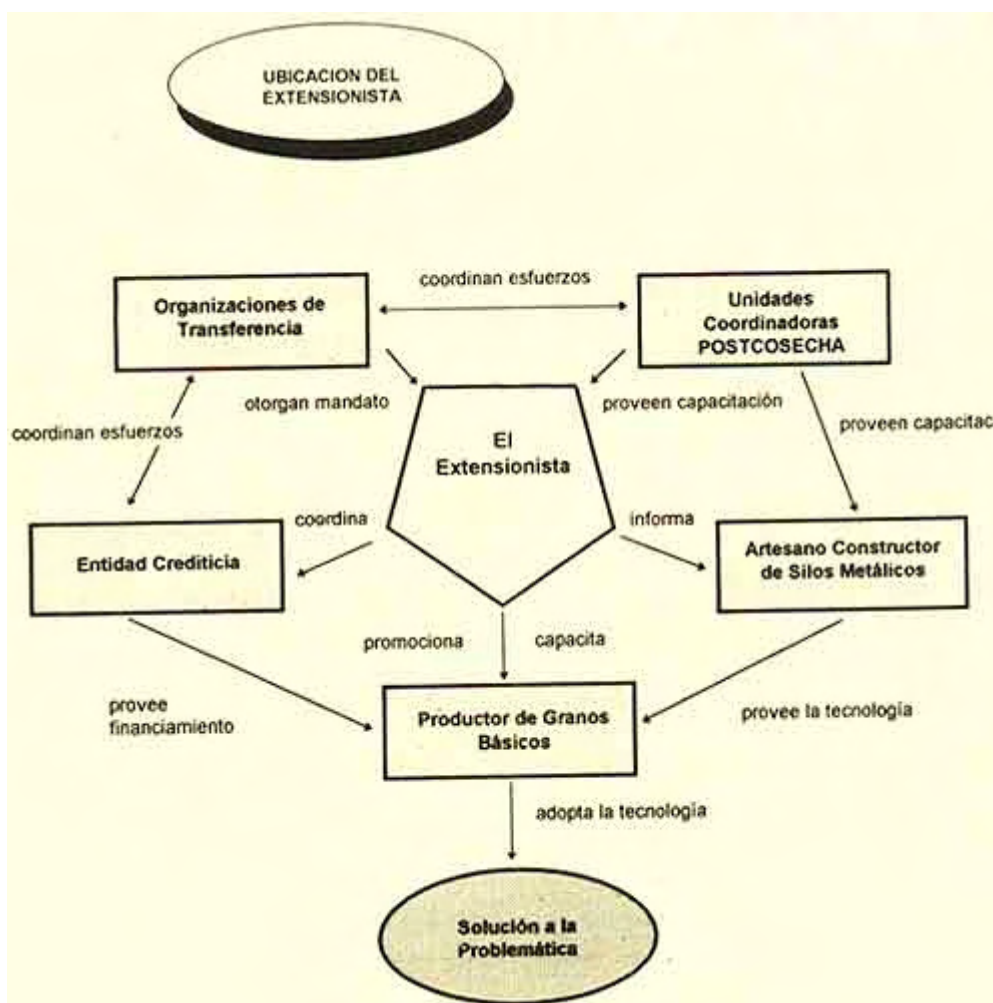 UBICACION DEL
EXTENSIONISTA
coordinan esfuerzos
Organizaciones de
Transferencia
Unidades
Coordinadoras
POSTCOSECHA
otorgan mandato
proveen capacitación
coordinan esfuerzos
proveen capacitac
El
Extensionista
coordina
informa
Entidad Crediticia
Artesano Constructor
de Silos Metálicos
promociona
capacita
provee
financiamiento
Productor de Granos
Básicos
provee la tecnología
adopta la tecnología
Solución a la
Problemática